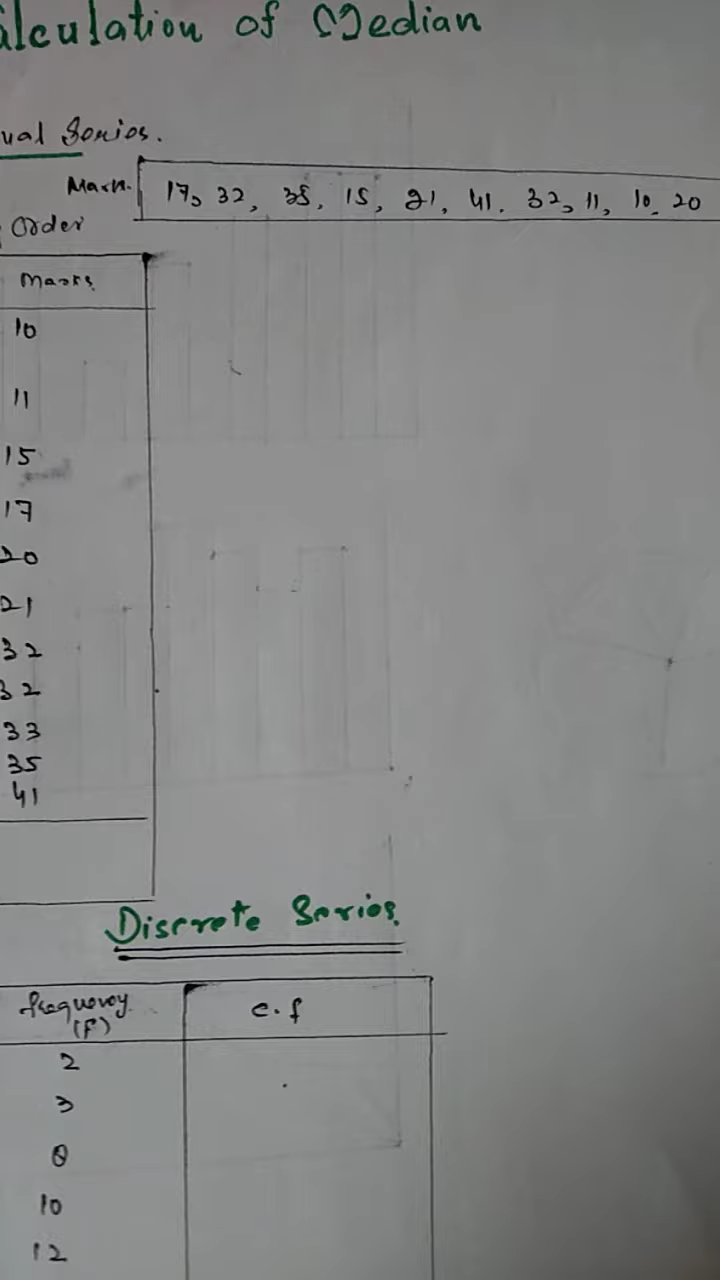 alculation of Median
ual Series.
Mark. 17, 32, 35, 15, 21, 41. 32, 11, 10. 20
Order
Marks
10
11
15
17
20
21
32
32
33
35
41
Discrete Series
frequency (F) c.f
2
3
8
10
12